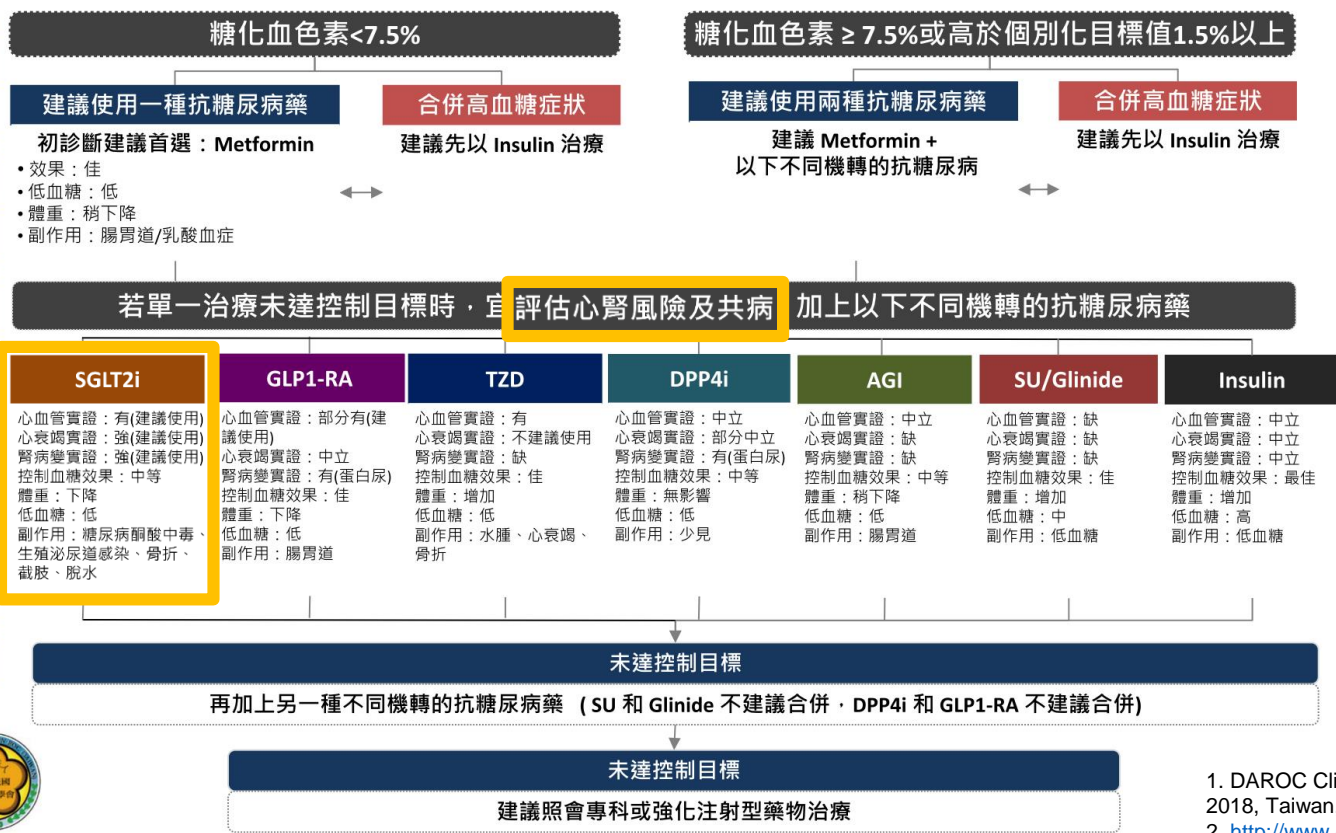 糖化血色素<7.5%
糖化血色素 ≥ 7.5%或高於個別化目標值1.5%以上
建議使用一種抗糖尿病藥
合併高血糖症狀
建議使用兩種抗糖尿病藥
合併高血糖症狀
初診斷建議首選：Metformin
建議先以 Insulin 治療
建議 Metformin +
以下不同機轉的抗糖尿病
建議先以 Insulin 治療
• 效果：佳
• 低血糖：低
• 體重：稍下降
• 副作用：腸胃道/乳酸血症
若單一治療未達控制目標時，宜評估心腎風險及共病 加上以下不同機轉的抗糖尿病藥
SGLT2i
心血管實證：有(建議使用)
心衰竭實證：強(建議使用)
腎病變實證：強(建議使用)
控制血糖效果：中等
體重：下降
低血糖：低
副作用：糖尿病酮酸中毒、
生殖泌尿道感染、骨折、
截肢、脫水
GLP1-RA
心血管實證：部分有(建
議使用)
心衰竭實證：中立
腎病變實證：有(蛋白尿)
控制血糖效果：佳
體重：下降
低血糖：低
副作用：腸胃道
TZD
心血管實證：有
心衰竭實證：不建議使用
腎病變實證：缺
控制血糖效果：佳
體重：增加
低血糖：低
副作用：水腫、心衰竭、
骨折
DPP4i
心血管實證：中立
心衰竭實證：部分中立
腎病變實證：有(蛋白尿)
控制血糖效果：中等
體重：無影響
低血糖：低
副作用：少見
AGI
心血管實證：中立
心衰竭實證：缺
腎病變實證：缺
控制血糖效果：中等
體重：稍下降
低血糖：低
副作用：腸胃道
SU/Glinide
心血管實證：缺
心衰竭實證：缺
腎病變實證：缺
控制血糖效果：佳
體重：增加
低血糖：中
副作用：低血糖
Insulin
心血管實證：中立
心衰竭實證：中立
腎病變實證：中立
控制血糖效果：最佳
體重：增加
低血糖：高
副作用：低血糖
未達控制目標
再加上另一種不同機轉的抗糖尿病藥 ( SU 和 Glinide 不建議合併，DPP4i 和 GLP1-RA 不建議合併)
未達控制目標
建議照會專科或強化注射型藥物治療
1. DAROC Cli
2018, Taiwan
2. http://www.